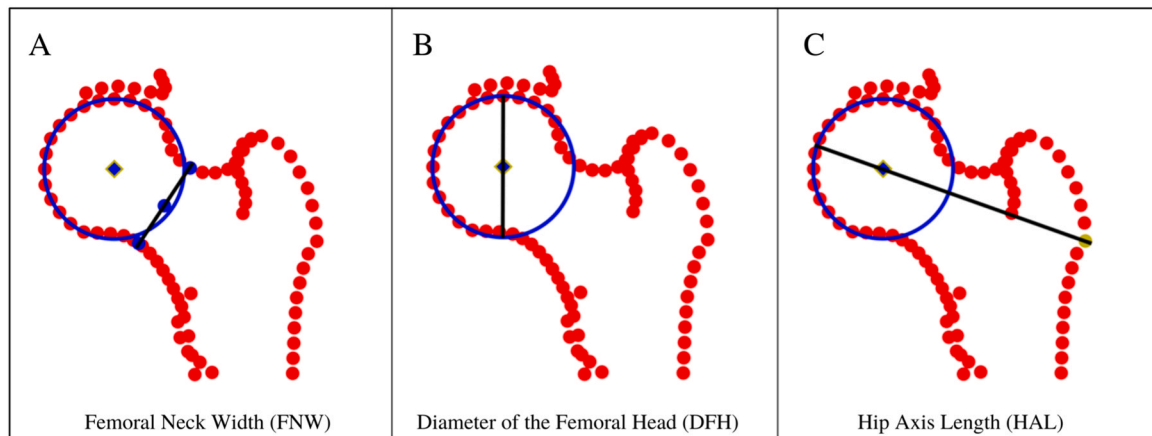 A
B
C
Femoral Neck Width (FNW)
Diameter of the Femoral Head (DFH)
Hip Axis Length (HAL)